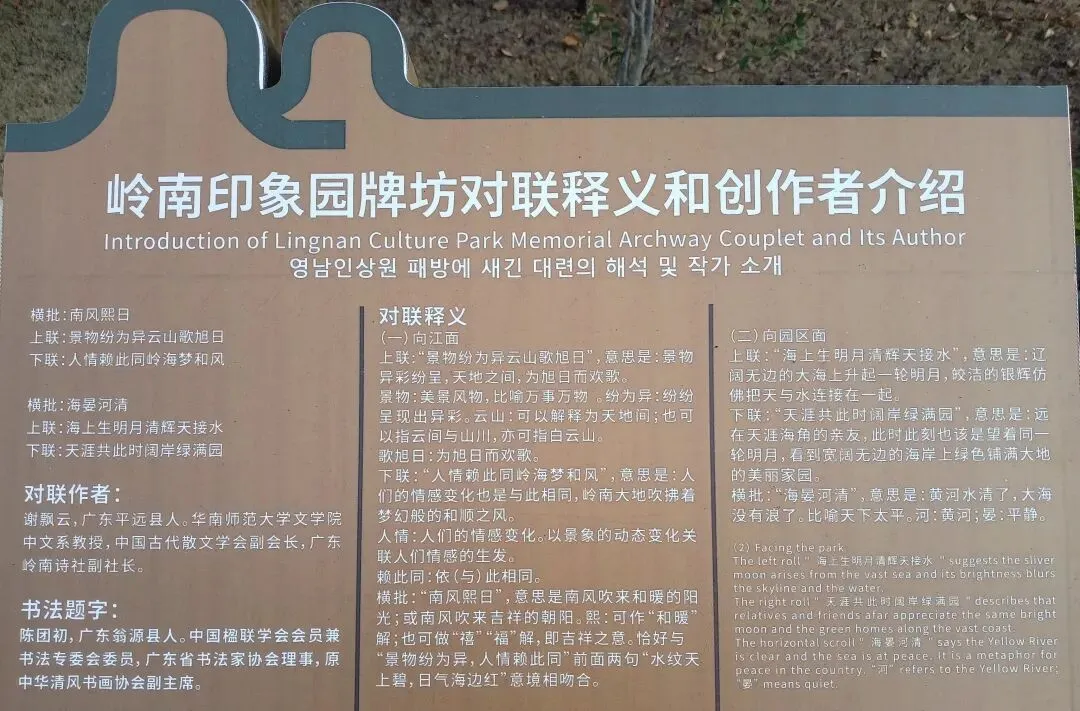 岭南印象园牌坊对联释义和创作者介绍
Introduction of Lingnan Culture Park Memorial Archway Couplet and Its Author
영남인상원 패방에 새긴 대련의 해석 및 작가 소개
横批:南风熙日
上联:景物纷为异云山歌旭日
下联:人情赖此同岭海梦和风
横批:海晏河清
上联:海上生明月清辉天接水
下联:天涯共此时阔岸绿满园
对联作者:
谢飘云,广东平远县人。华南师范大学文学院
中文系教授,中国古代散文学会副会长,广东
岭南诗社副社长。
书法题字:
陈团初,广东翁源县人。中国楹联学会会员兼
书法专委会委员,广东省书法家协会理事,原
中华清风书画协会副主席。
对联释义
(一)向江面
上联:“景物纷为异云山歌旭日”,意思是:景物
异彩纷呈,天地之间,为旭日而欢歌。
景物:美景风物,比喻万事万物 。纷为异:纷纷
呈现出异彩。云山:可以解释为天地间;也可
以指云间与山川,亦可指白云山。
歌旭日:为旭日而欢歌。
下联:“人情赖此同岭海梦和风”,意思是:人
们的情感变化也是与此相同,岭南大地吹拂着
梦幻般的和顺之风。
人情:人们的情感变化。以景象的动态变化关
联人们情感的生发。
赖此同:依(与)此相同。
横批:“南风熙日”,意思是南风吹来和暖的阳
光;或南风吹来吉祥的朝阳。熙:可作“和暖”
解;也可做“禧”“福”解,即吉祥之意。恰好与
“景物纷为异,人情赖此同”前面两句“水纹天
上碧,日气海边红”意境相吻合。
(二)向园区面
上联:“海上生明月清辉天接水”,意思是:辽
阔无边的大海上升起一轮明月,皎洁的银辉仿
佛把天与水连接在一起。
下联:“天涯共此时阔岸绿满园”,意思是:远
在天涯海角的亲友,此时此刻也该是望着同一
轮明月,看到宽阔无边的海岸上绿色铺满大地
的美丽家园。
横批:“海晏河清”,意思是:黄河水清了,大海
没有浪了。比喻天下太平。河:黄河;晏:平静。
(2) Facing the park
The left roll " 海上生明月清辉天接水 " suggests the sliver
moon arises from the vast sea and its brightness blurs
the skyline and the water.
The right roll " 天涯共此时阔岸绿满园 " describes that
relatives and friends afar appreciate the same bright
moon and the green homes along the vast coast.
The horizontal scroll " 海晏河清 " says the Yellow River
is clear and the sea is at peace. It is a metaphor for
peace in the country. "河" refers to the Yellow River;
"晏" means quiet.